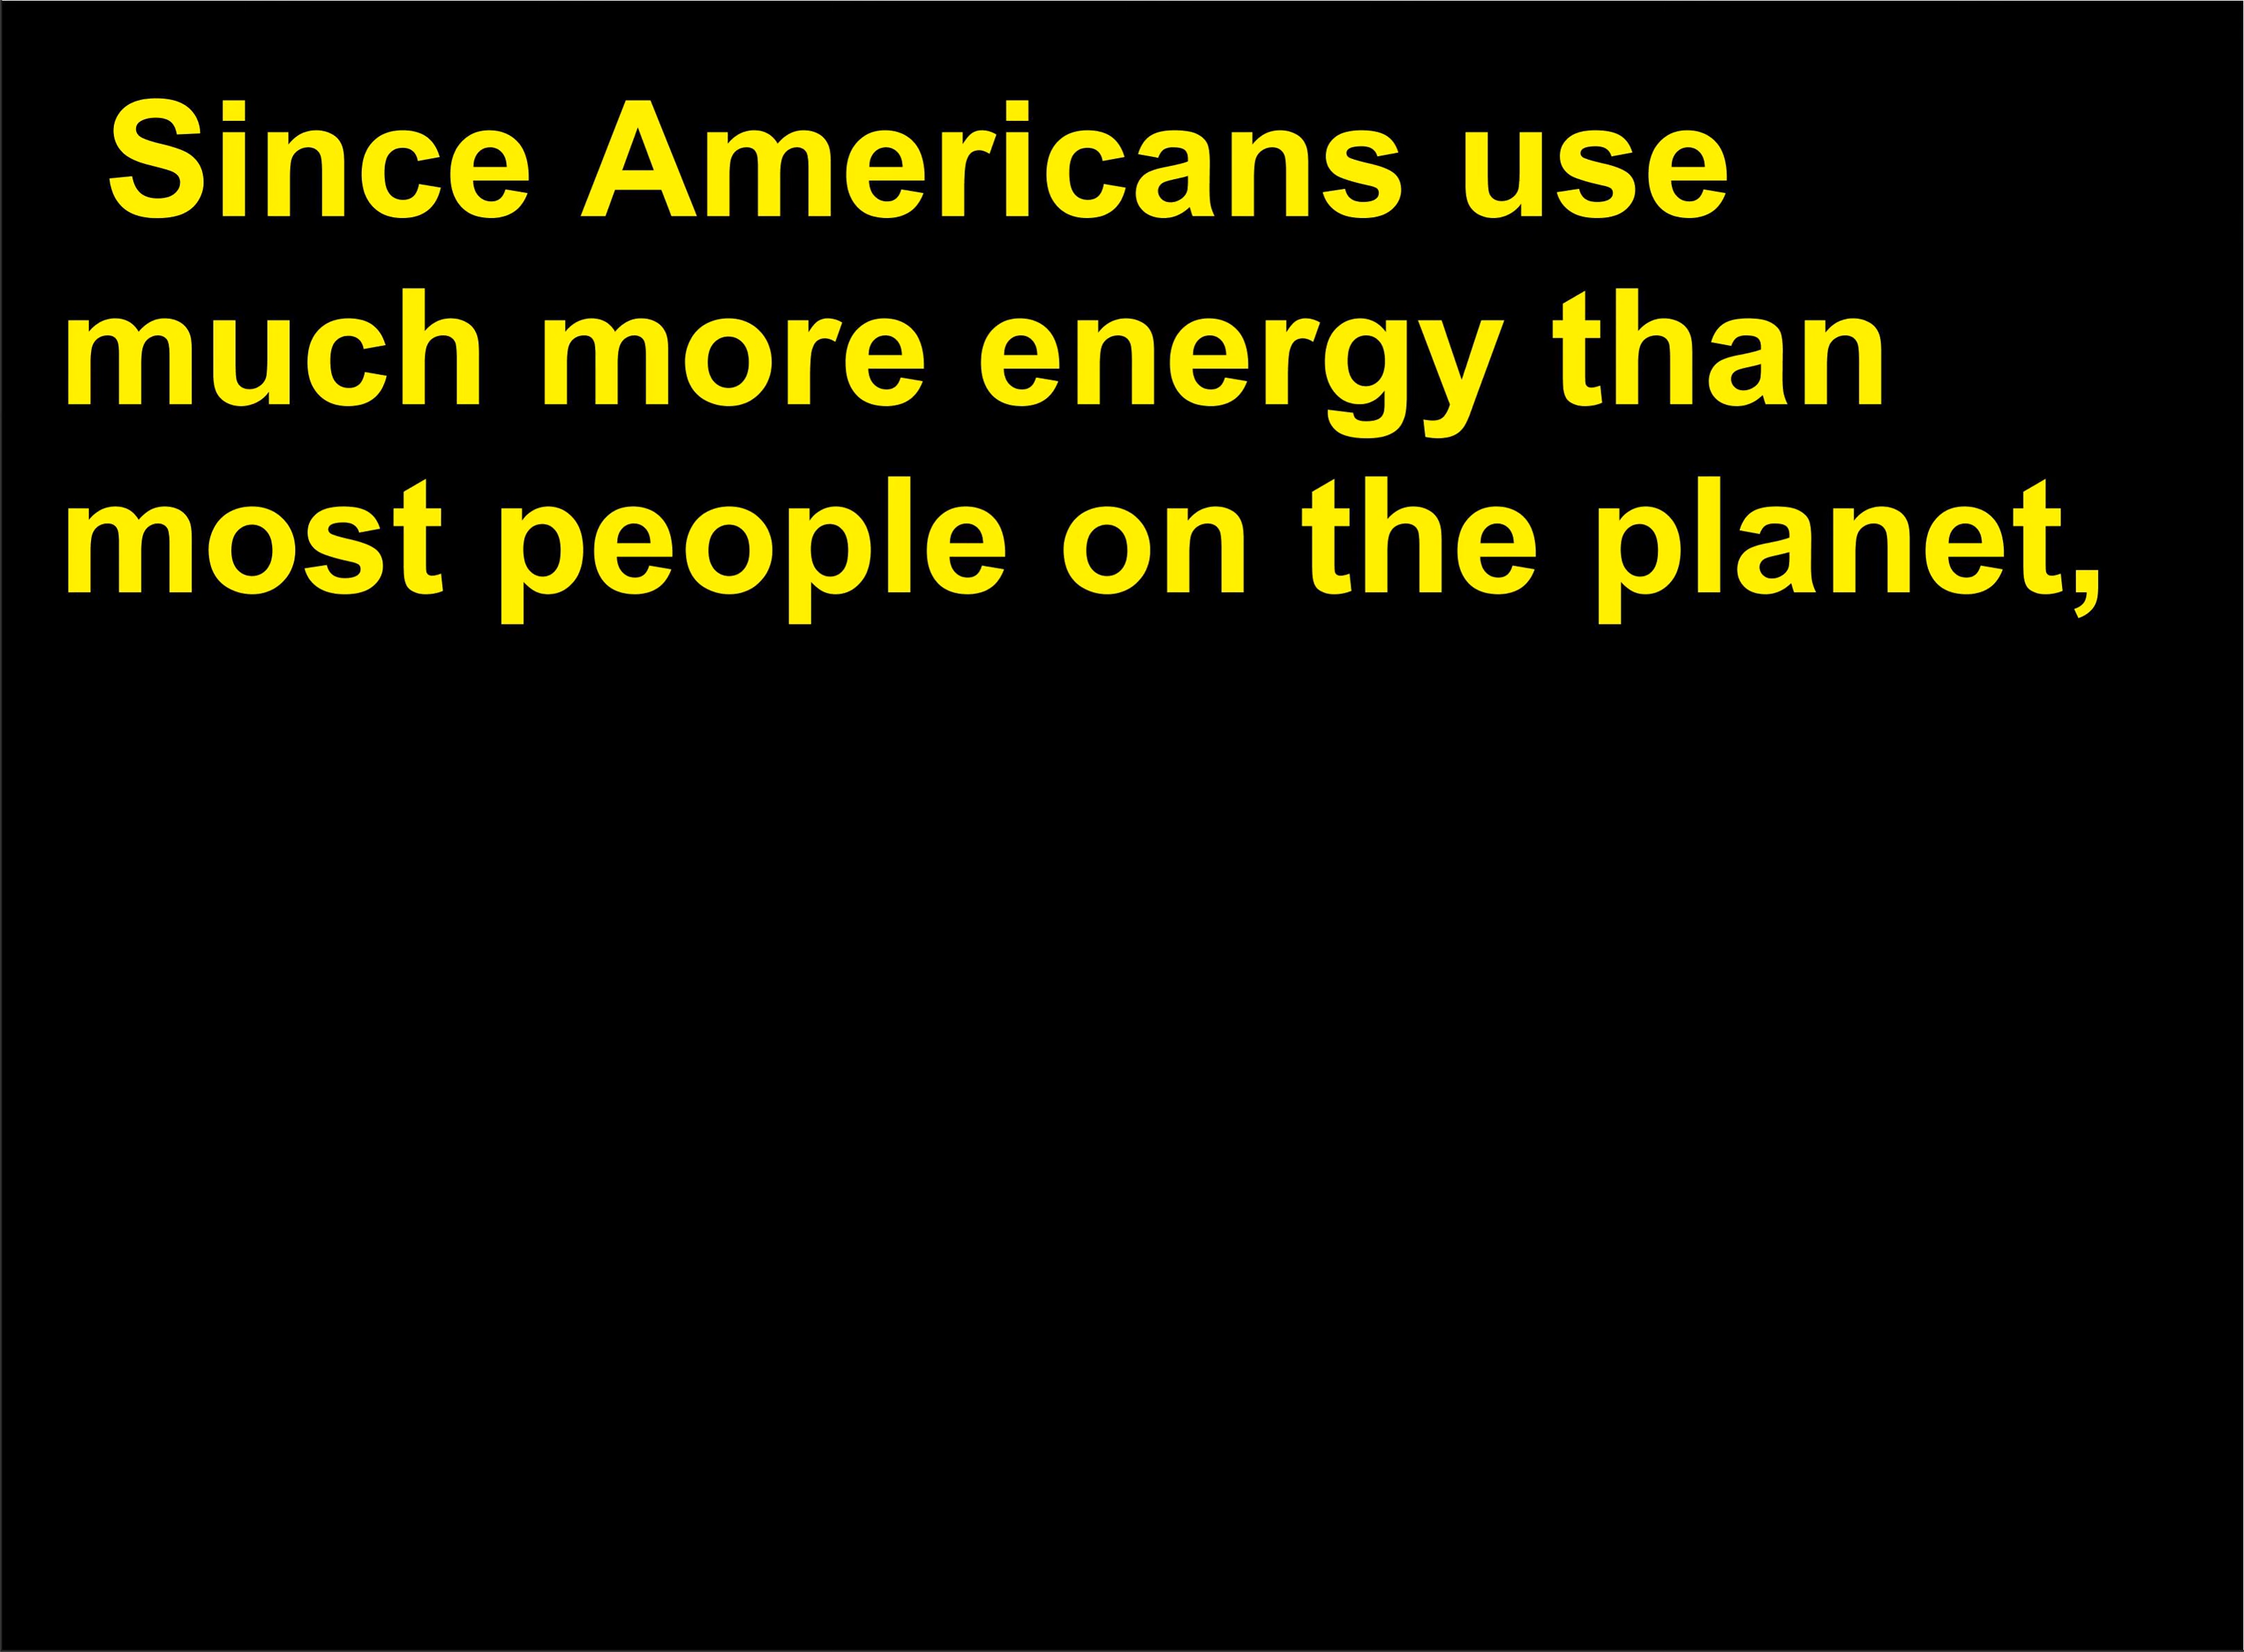 Since Americans use
much more energy than
most people on the planet,